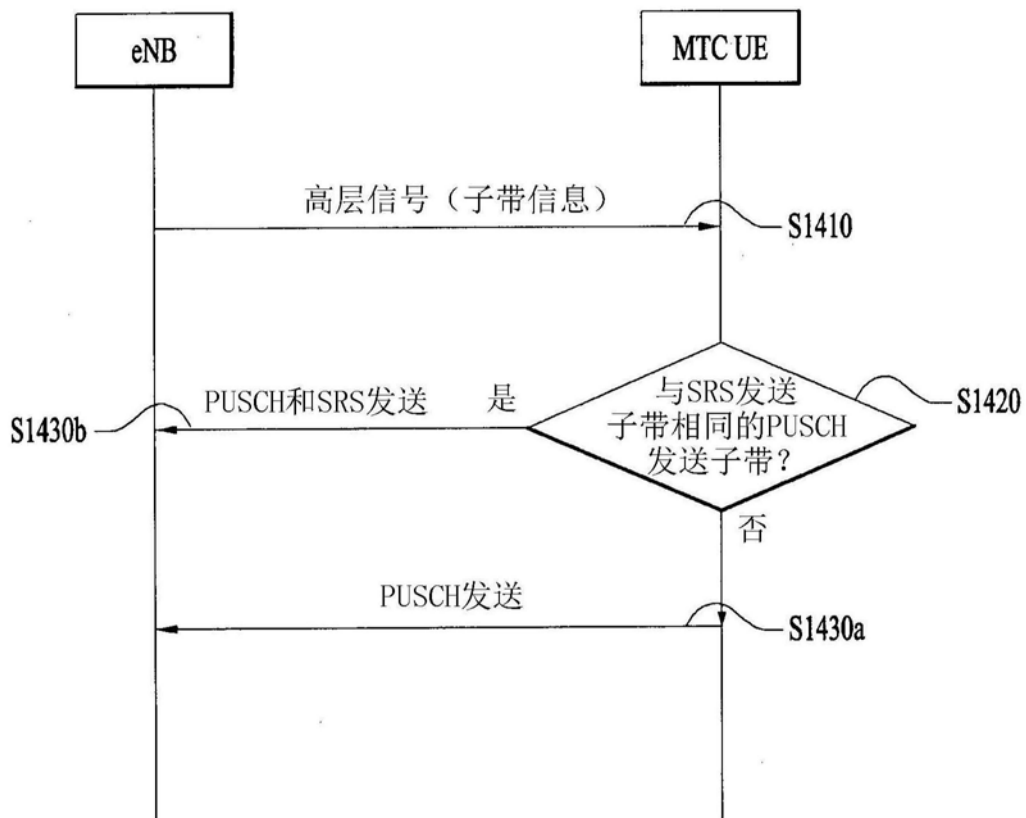 eNB
MTC UE
高层信号（子带信息）
S1410
与SRS发送
子带相同的PUSCH
发送子带?
S1420
是
PUSCH和SRS发送
S1430b
否
PUSCH发送
S1430a